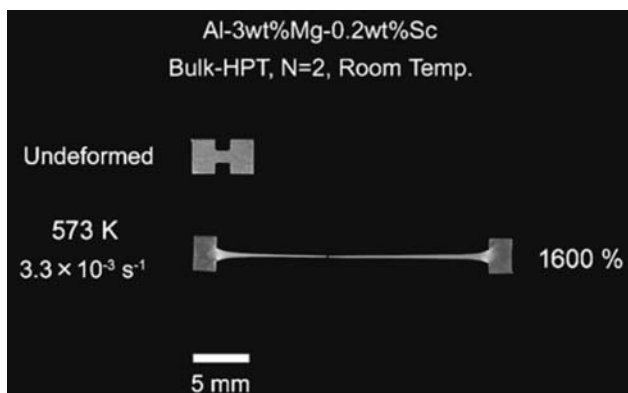 Al-3wt%Mg-0.2wt%Sc
Bulk-HPT, N=2, Room Temp.
Undeformed
573 K
3.3 × 10⁻³ s⁻¹
1600 %
5 mm